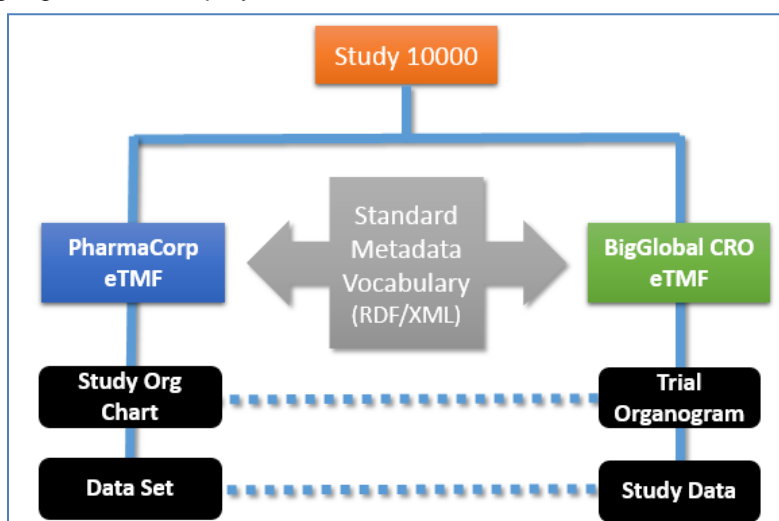 Study 10000
PharmaCorp
eTMF
Standard
Metadata
Vocabulary
(RDF/XML)
BigGlobal CRO
eTMF
Study Org
Chart
Trial
Organogram
Data Set
Study Data